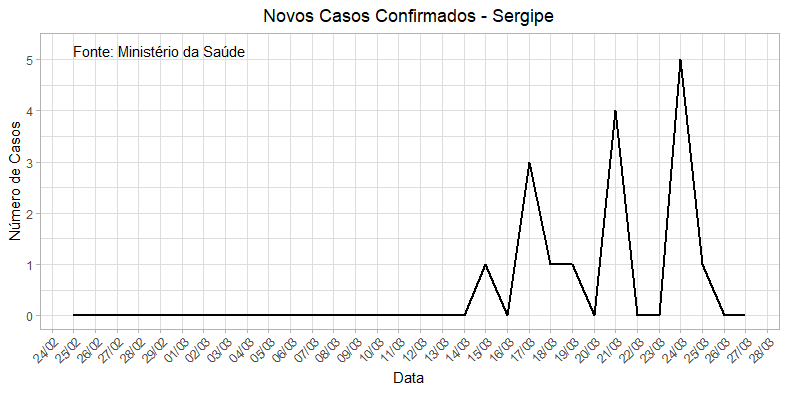 Novos Casos Confirmados - Sergipe
Fonte: Ministério da Saúde
Número de Casos
5
4
3
2
1
0
24/02 25/02 26/02 27/02 28/02 29/02 01/03 02/03 03/03 04/03 05/03 06/03 07/03 08/03 09/03 10/03 11/03 12/03 13/03 14/03 15/03 16/03 17/03 18/03 19/03 20/03 21/03 22/03 23/03 24/03 25/03 26/03 27/03 28/03
Data